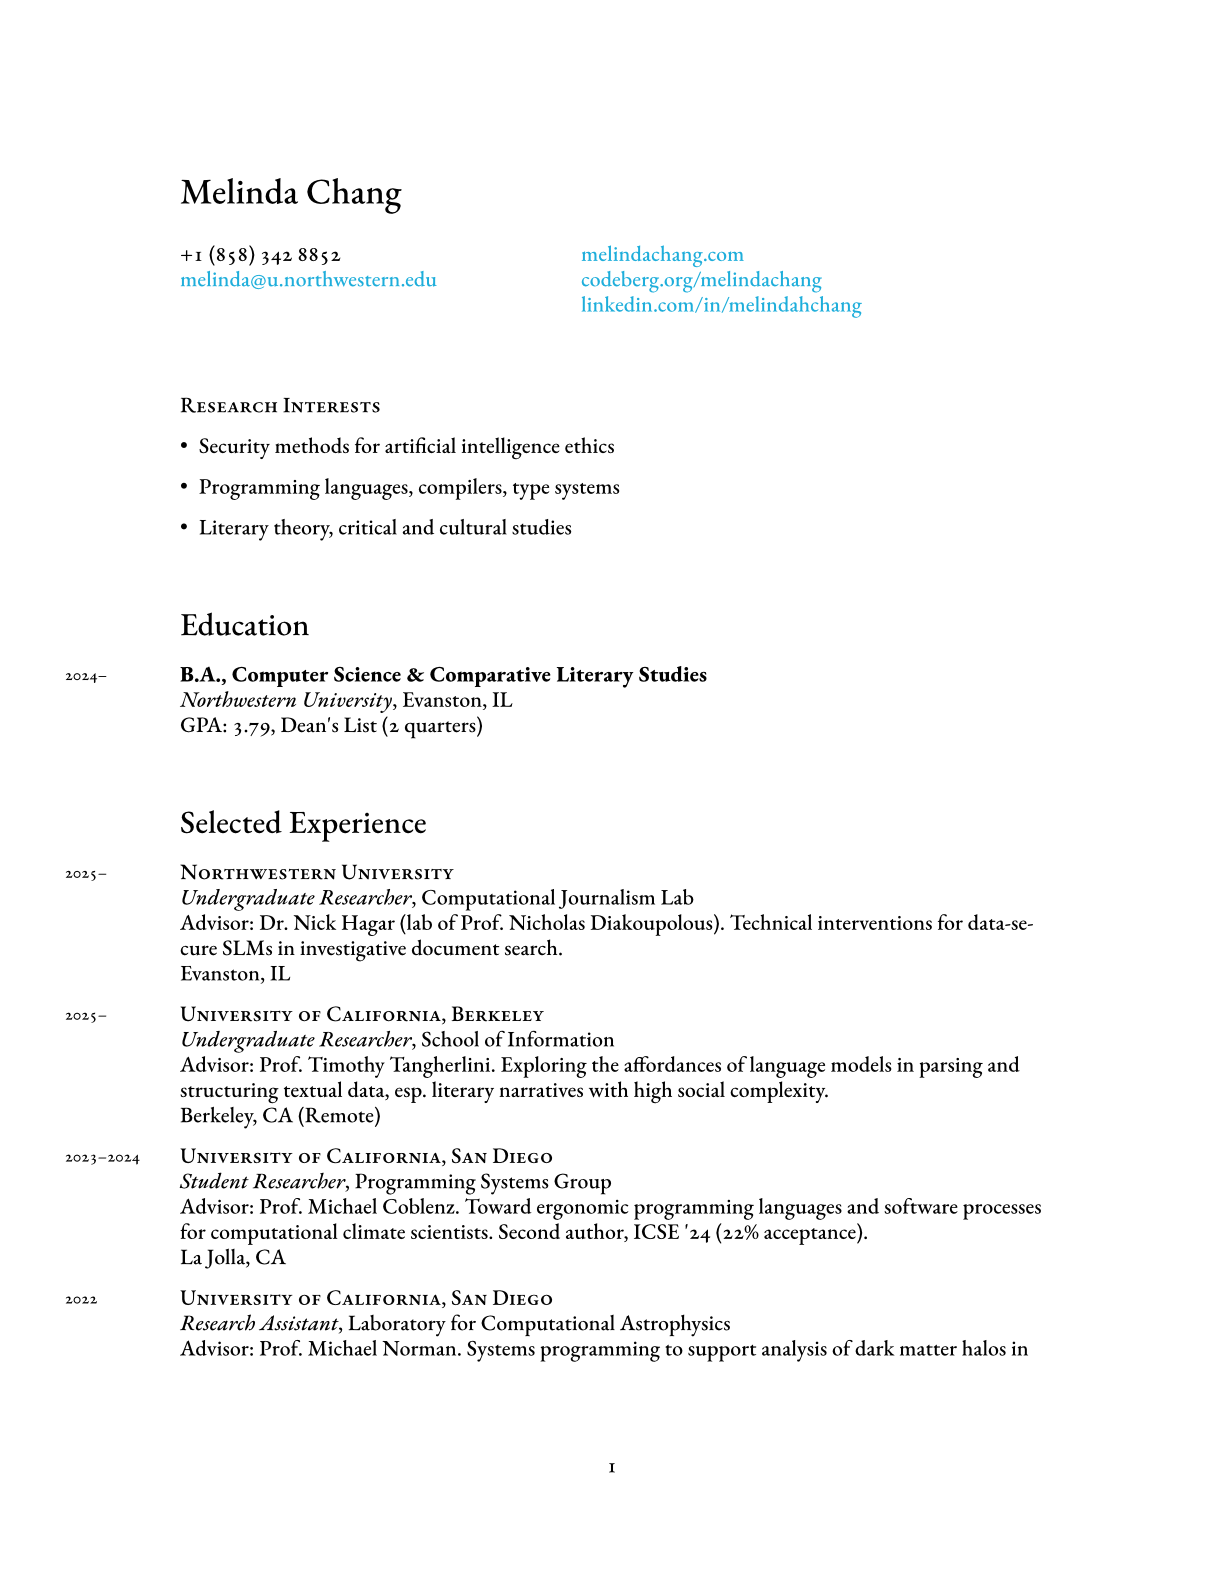 Melinda Chang
+1 (858) 342 8852
melinda@u.northwestern.edu
melindachang.com
codeberg.org/melindachang
linkedin.com/in/melindahchang
Research Interests
• Security methods for artificial intelligence ethics
• Programming languages, compilers, type systems
• Literary theory, critical and cultural studies
Education
2024–
B.A., Computer Science & Comparative Literary Studies
Northwestern University, Evanston, IL
GPA: 3.79, Dean's List (2 quarters)
Selected Experience
2025–
Northwestern University
Undergraduate Researcher, Computational Journalism Lab
Advisor: Dr. Nick Hagar (lab of Prof. Nicholas Diakoupolous). Technical interventions for data-se-
cure SLMs in investigative document search.
Evanston, IL
2025–
University of California, Berkeley
Undergraduate Researcher, School of Information
Advisor: Prof. Timothy Tangherlini. Exploring the affordances of language models in parsing and
structuring textual data, esp. literary narratives with high social complexity.
Berkeley, CA (Remote)
2023–2024
University of California, San Diego
Student Researcher, Programming Systems Group
Advisor: Prof. Michael Coblenz. Toward ergonomic programming languages and software processes
for computational climate scientists. Second author, ICSE '24 (22% acceptance).
La Jolla, CA
2022
University of California, San Diego
Research Assistant, Laboratory for Computational Astrophysics
Advisor: Prof. Michael Norman. Systems programming to support analysis of dark matter halos in
1